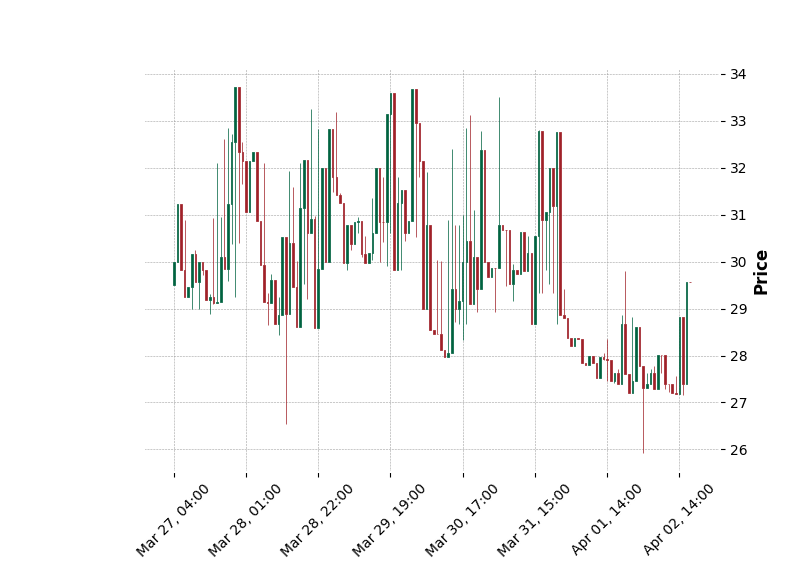 34
33
32
31
30
29
28
27
26
Price
Mar 27, 04:00
Mar 28, 01:00
Mar 28, 22:00
Mar 29, 19:00
Mar 30, 17:00
Mar 31, 15:00
Apr 01, 14:00
Apr 02, 14:00